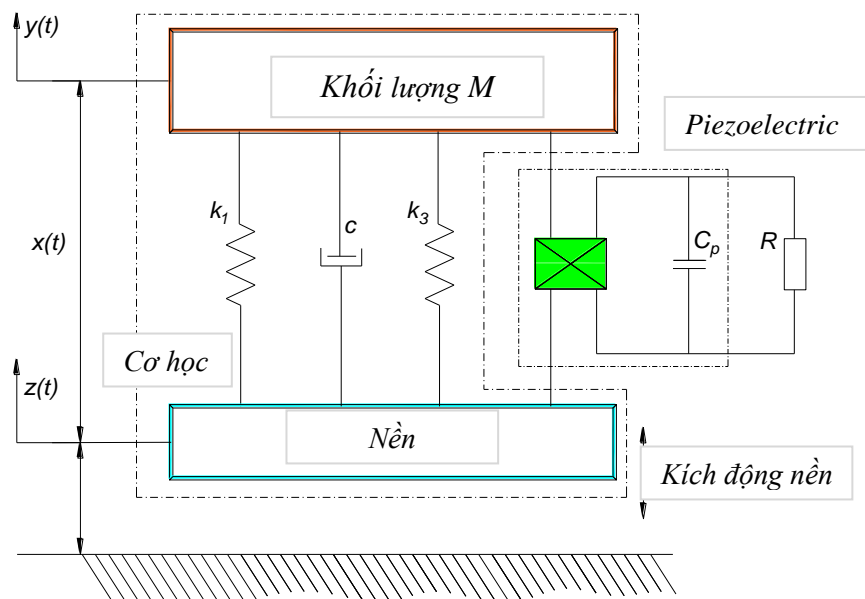 y(t)
Khối lượng M
Piezoelectric
k₁
c
k₃
Cₚ
R
x(t)
Cơ học
z(t)
Nền
Kích động nền